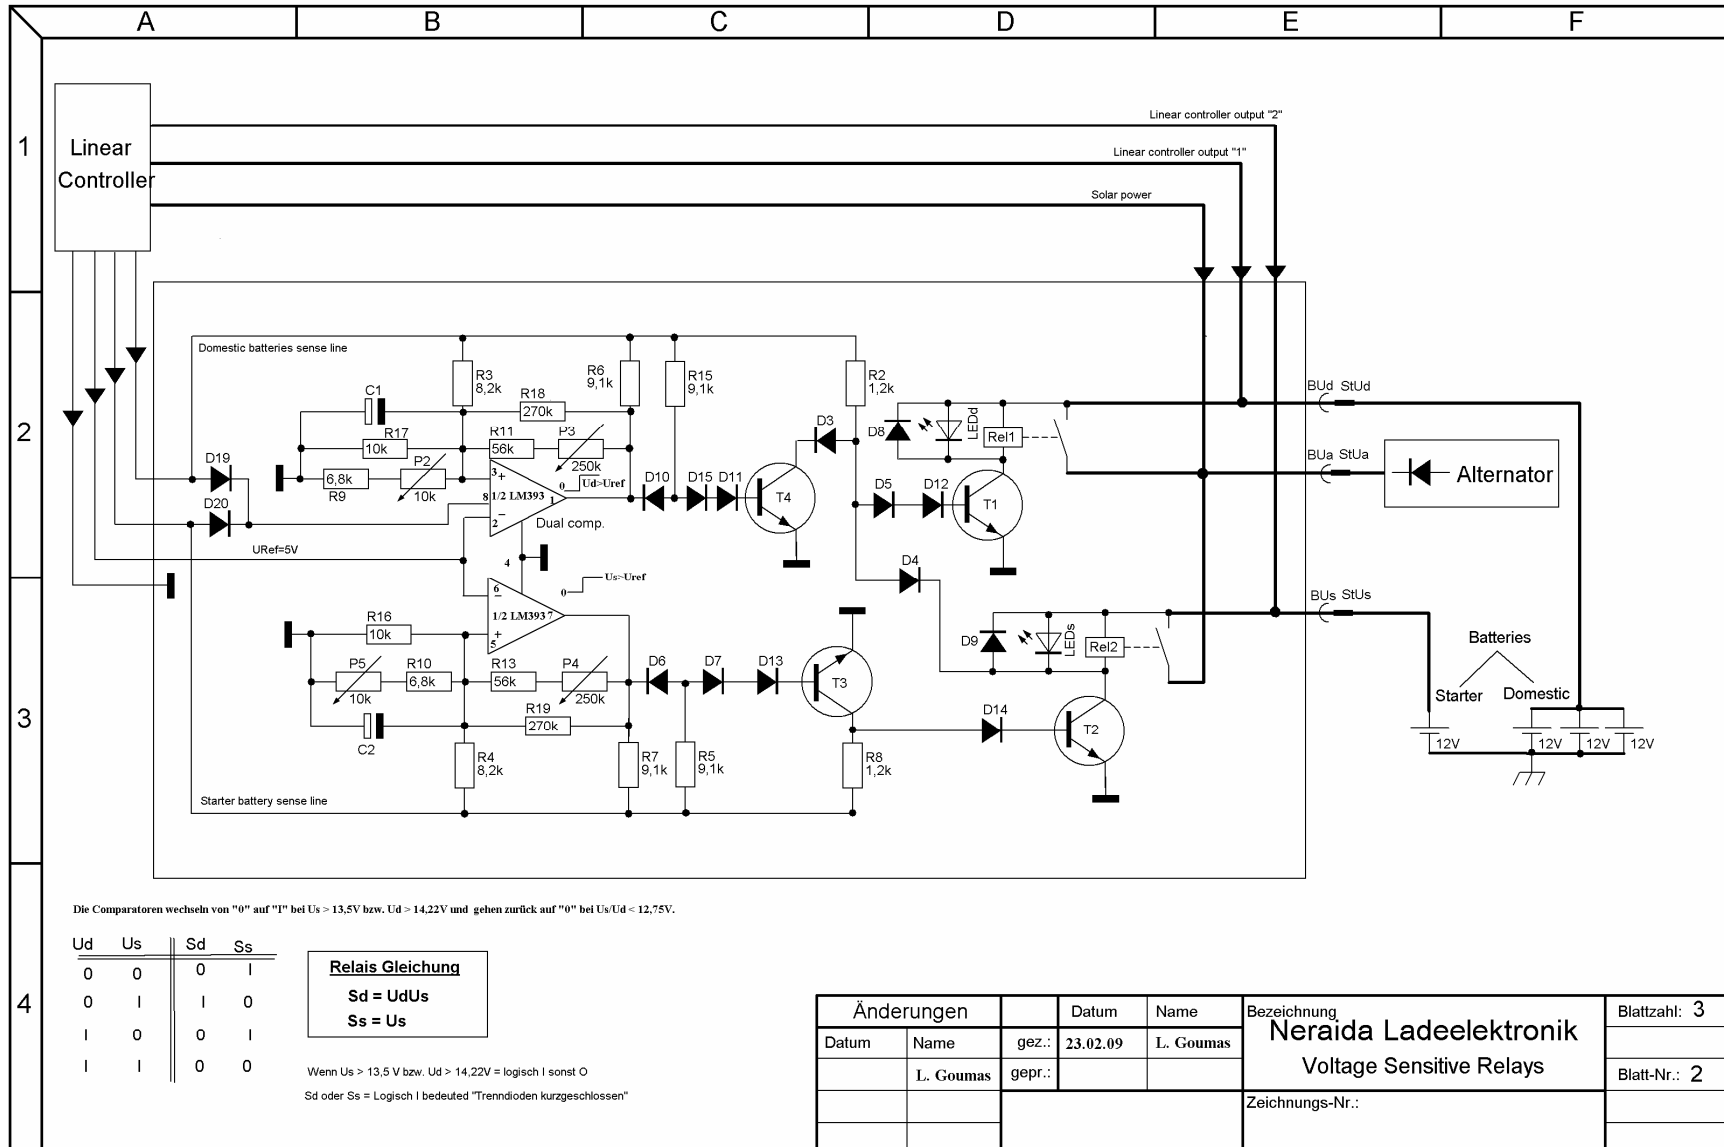 A B C D E F
1
2
3
4
Linear
Controller
Linear controller output "2"
Linear controller output "1"
Solar power
Domestic batteries sense line
R3
8,2k
R6
9,1k
R15
9,1k
R2
1,2k
C1
R18
270k
R17
10k
R11
56k
P3
250k
R9
6,8k
P2
10k
D19
D20
3
+
8
1/2 LM393
1
2
−
0
Ud>Uref
Dual comp.
D10
D15
D11
T4
D3
D8
LEDd
Rel1
D5
D12
T1
BUd
StUd
BUa
StUa
Alternator
URef=5V
4
D4
6
−
1/2 LM393
7
+
5
0
Us>Uref
R16
10k
P5
10k
R10
6,8k
R13
56k
P4
250k
C2
R19
270k
R4
8,2k
R7
9,1k
R5
9,1k
R8
1,2k
D6
D7
D13
T3
D9
LEDs
Rel2
D14
T2
BUs
StUs
Batteries
Starter
Domestic
12V
12V
12V
12V
Starter battery sense line
Die Comparatoren wechseln von "0" auf "I" bei Us > 13,5V bzw. Ud > 14,22V und gehen zurück auf "0" bei Us/Ud < 12,75V.
Ud Us Sd Ss
0 0 0 I
0 I I 0
I 0 0 I
I I 0 0
Relais Gleichung
Sd = UdUs
Ss = Us
Wenn Us > 13,5 V bzw. Ud > 14,22V = logisch I sonst O
Sd oder Ss = Logisch I bedeuted "Trenndioden kurzgeschlossen"
Änderungen
Datum
Name
Bezeichnung
Neraida Ladeelektronik
Voltage Sensitive Relays
Blattzahl: 3
Datum
Name
gez.:
23.02.09
L. Goumas
L. Goumas
gepr.:
Blatt-Nr.: 2
Zeichnungs-Nr.: